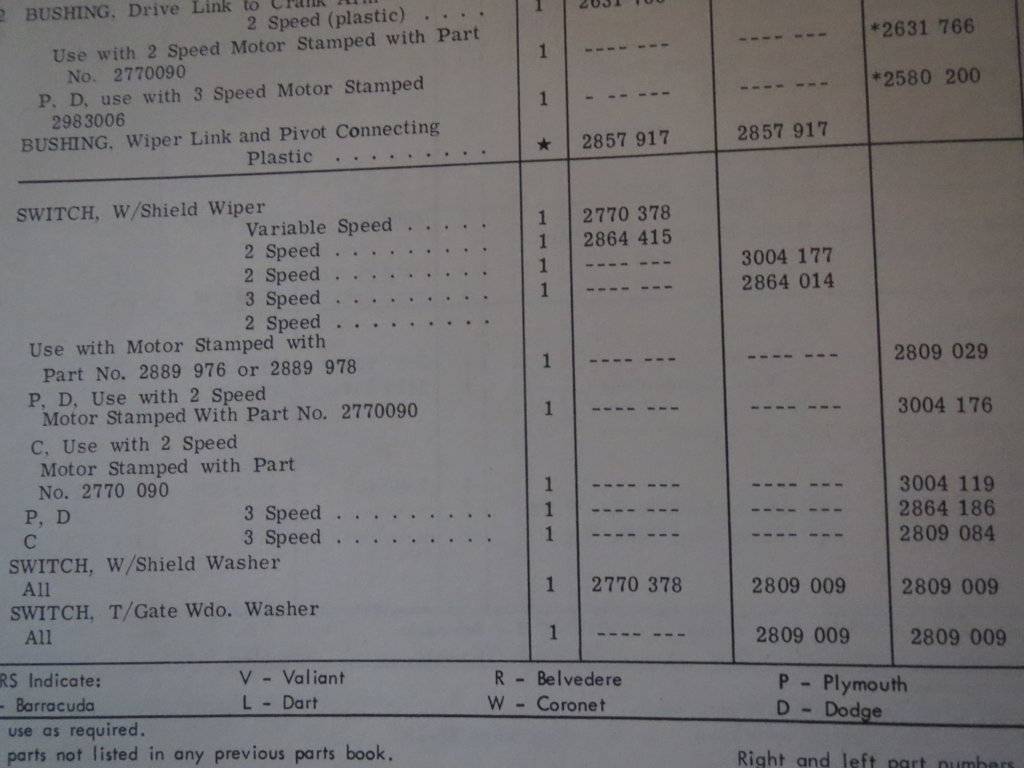 2 BUSHING, Drive Link to Crank Arm
2 Speed (plastic) . . . . 1 2631 766
Use with 2 Speed Motor Stamped with Part
No. 2770090 1 ---- --- ---- --- *2631 766
P, D, use with 3 Speed Motor Stamped
2983006 1 - -- --- ---- --- *2580 200
BUSHING, Wiper Link and Pivot Connecting
Plastic . . . . . . . . . ★ 2857 917 2857 917
SWITCH, W/Shield Wiper
Variable Speed . . . . . 1 2770 378
2 Speed . . . . . . . . . 1 2864 415
2 Speed . . . . . . . . . 1 ---- --- 3004 177
3 Speed . . . . . . . . . 1 ---- --- 2864 014
2 Speed . . . . . . . . .
Use with Motor Stamped with
Part No. 2889 976 or 2889 978 1 ---- --- ---- --- 2809 029
P, D, Use with 2 Speed
Motor Stamped With Part No. 2770090 1 ---- --- ---- --- 3004 176
C, Use with 2 Speed
Motor Stamped with Part
No. 2770 090 1 ---- --- ---- --- 3004 119
P, D 3 Speed . . . . . . . . . 1 ---- --- ---- --- 2864 186
C 3 Speed . . . . . . . . . 1 ---- --- ---- --- 2809 084
SWITCH, W/Shield Washer
All 1 2770 378 2809 009 2809 009
SWITCH, T/Gate Wdo. Washer
All 1 ---- --- 2809 009 2809 009
RS Indicate: V - Valiant R - Belvedere P - Plymouth
- Barracuda L - Dart W - Coronet D - Dodge
use as required.
parts not listed in any previous parts book. Right and left part numbers